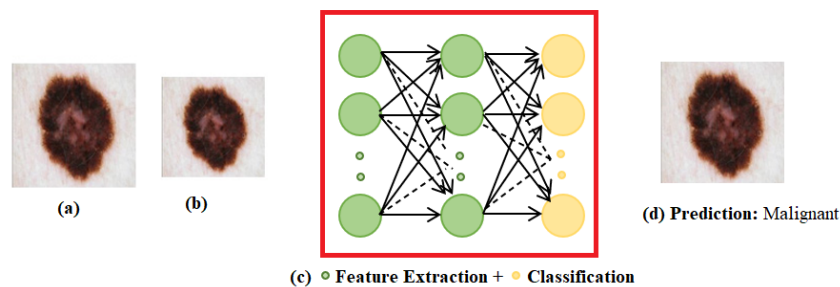 (a)
(b)
(c) Feature Extraction + Classification
(d) Prediction: Malignant